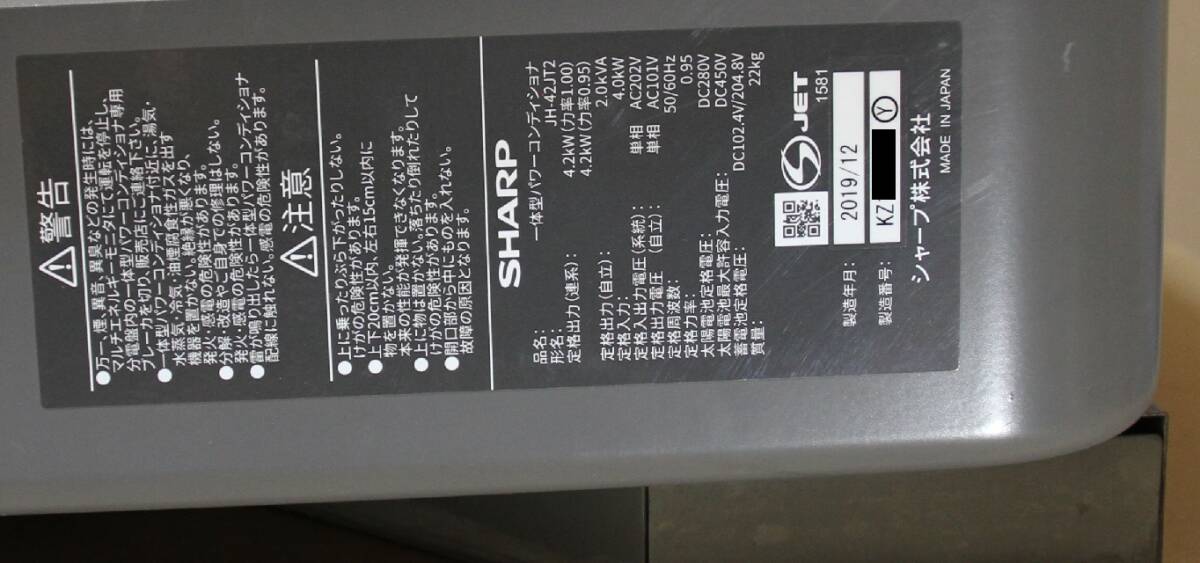 ⚠警告
●万一、煙、異音、異臭などの発生時には、
マルチエネルギーモニタにて運転を停止し、
分電盤内の一体型パワーコンディショナ専用
ブレーカを切り、販売店にご連絡下さい。
●一体型パワーコンディショナ付近に、湯気・
水蒸気、冷気、油煙腐食性ガスを出す
機器を置かない。絶縁が悪くなり、
発火・感電の危険性があります。
●分解・改造やご自身での修理はしない。
発火・感電の危険性があります。
●雷が鳴り出したら一体型パワーコンディショナ、
配線に触れない。感電の危険性があります。
⚠注意
●上に乗ったりぶら下がったりしない。
けがの危険性があります。
●上下20cm以内、左右15cm以内に
物を置かない。
本来の性能が発揮できなくなります。
●上に物は置かない。落ちたり倒れたりして
けがの危険性があります。
●開口部から中にものを入れない。
故障の原因となります。
SHARP
品名: 一体型パワーコンディショナ
形名: JH-42JT2
定格出力(連系): 4.2kW(力率1.00)
4.2kW(力率0.95)
定格出力(自立): 2.0kVA
定格入力: 4.0kW
定格入出力電圧(系統): 単相 AC202V
定格出力電圧 (自立): 単相 AC101V
定格周波数: 50/60Hz
定格力率: 0.95
太陽電池定格電圧: DC280V
太陽電池最大許容入力電圧: DC450V
蓄電池定格電圧: DC102.4V/204.8V
質量: 22kg
JET
1581
製造年月: 2019/12
製造番号: KZ Y
シャープ株式会社
MADE IN JAPAN